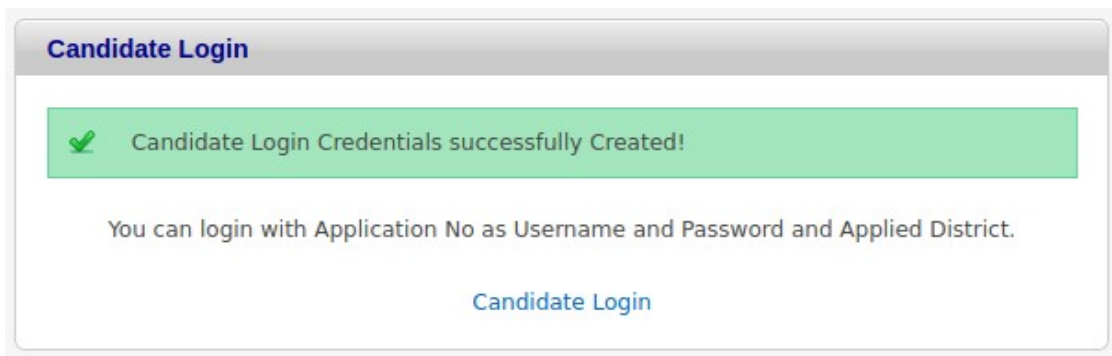 Candidate Login
Candidate Login Credentials successfully Created!
You can login with Application No as Username and Password and Applied District.
Candidate Login